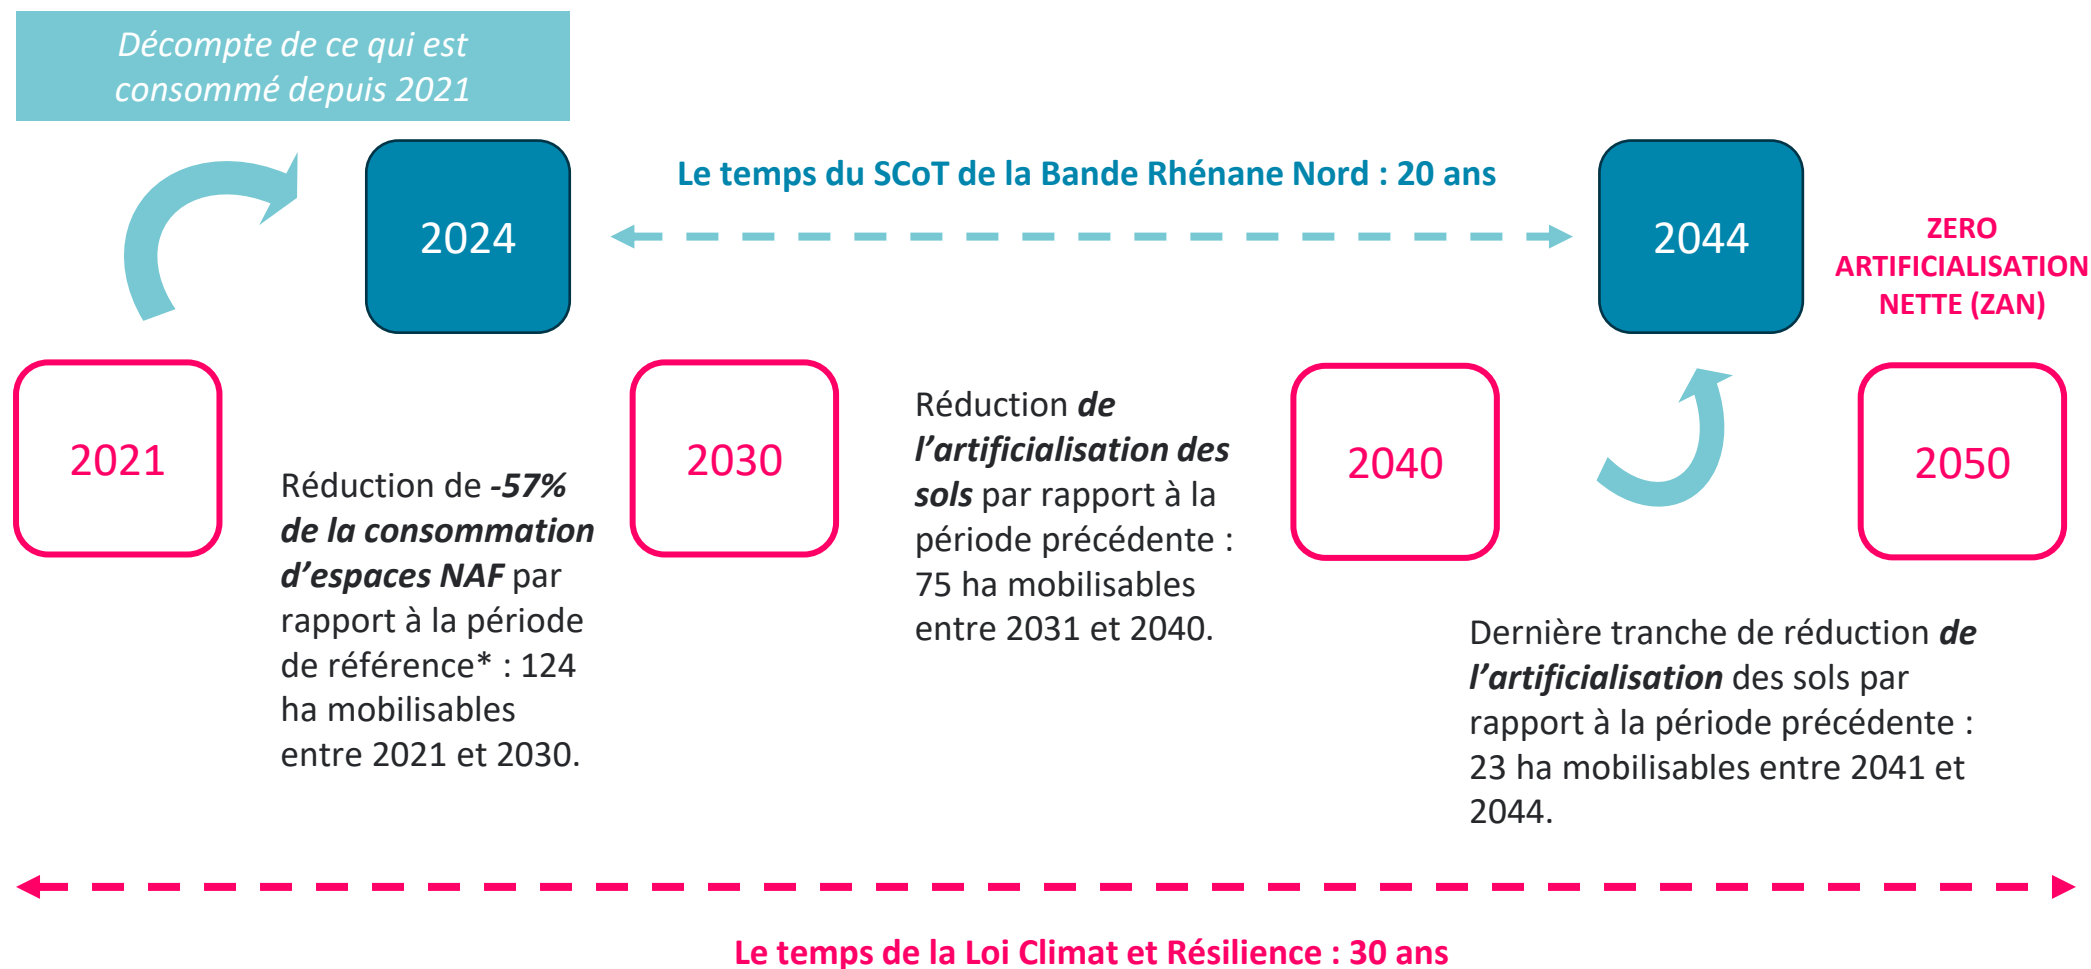 Décompte de ce qui est
consommé depuis 2021
2024
Le temps du SCoT de la Bande Rhénane Nord : 20 ans
2044
ZERO
ARTIFICIALISATION
NETTE (ZAN)
2021
Réduction de -57%
de la consommation
d'espaces NAF par
rapport à la période
de référence* : 124
ha mobilisables
entre 2021 et 2030.
2030
Réduction de
l’artificialisation des
sols par rapport à la
période précédente :
75 ha mobilisables
entre 2031 et 2040.
2040
2050
Dernière tranche de réduction de
l’artificialisation des sols par
rapport à la période précédente :
23 ha mobilisables entre 2041 et
2044.
Le temps de la Loi Climat et Résilience : 30 ans